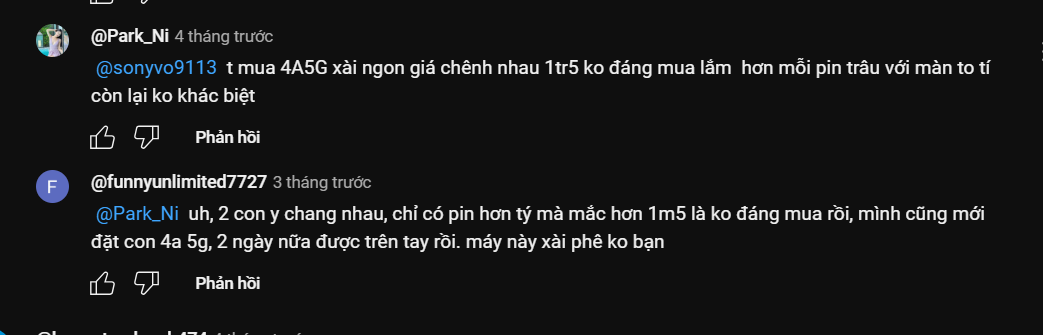 @Park_Ni 4 tháng trước
@sonyvo9113 t mua 4A5G xài ngon giá chênh nhau 1tr5 ko đáng mua lắm hơn mỗi pin trâu với màn to tí
còn lại ko khác biệt
Phản hồi
F
@funnyunlimited7727 3 tháng trước
@Park_Ni uh, 2 con y chang nhau, chỉ có pin hơn tý mà mắc hơn 1m5 là ko đáng mua rồi, mình cũng mới
đặt con 4a 5g, 2 ngày nữa được trên tay rồi. máy này xài phê ko bạn
Phản hồi